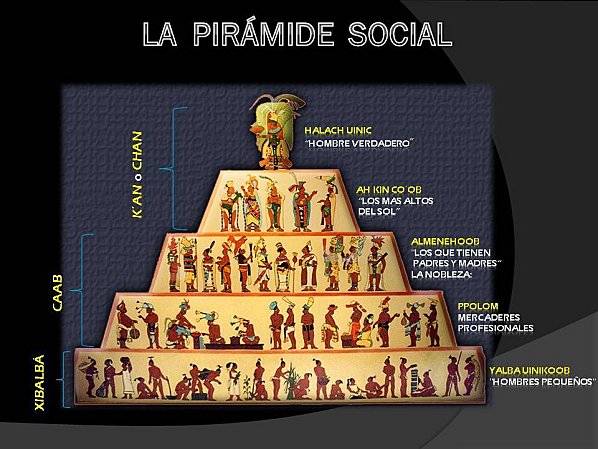 LA PIRÁMIDE SOCIAL
K´AN o CHAN
HALACH UINIC
"HOMBRE VERDADERO"
AH KIN CO´OB
"LOS MAS ALTOS
DEL SOL"
CAAB
ALMENEHOOB
"LOS QUE TIENEN
PADRES Y MADRES"
LA NOBLEZA:
PPOLOM
MERCADERES
PROFESIONALES
XIBALBÁ
YALBA UINIKOOB
"HOMBRES PEQUEÑOS"